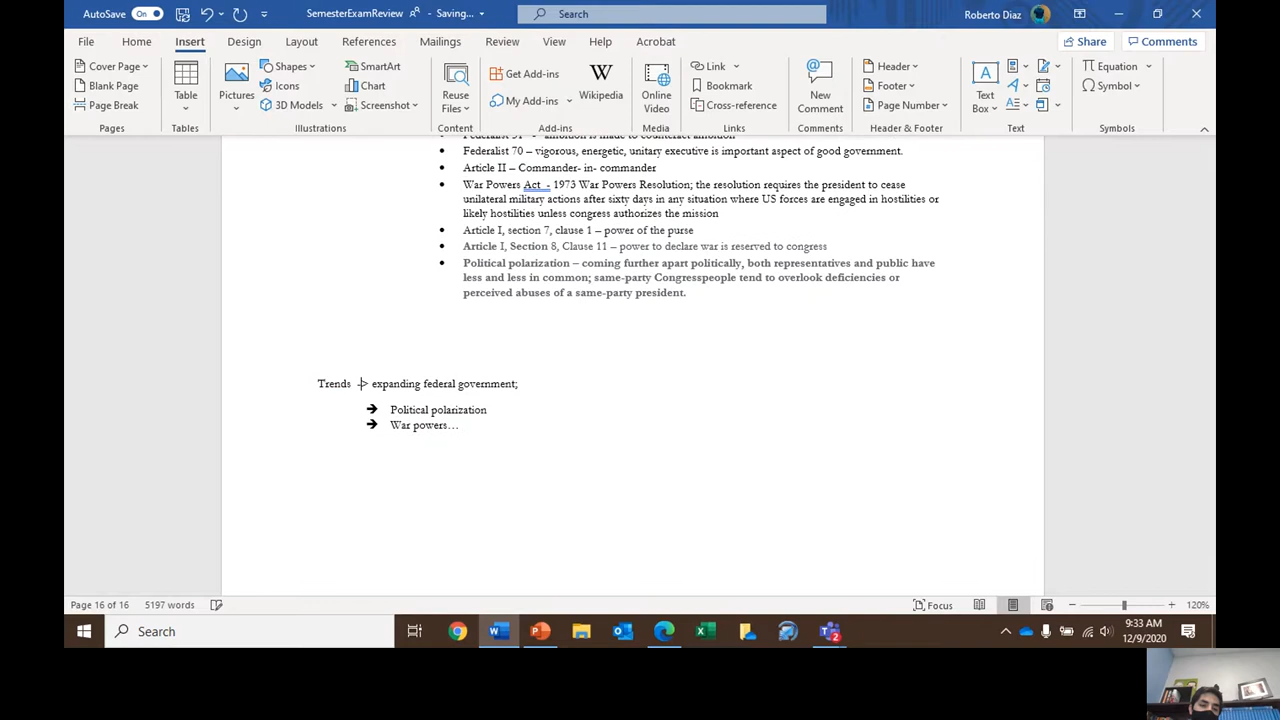 AutoSave On SemesterExamReview Saving... Search Roberto Diaz
File Home Insert Design Layout References Mailings Review View Help Acrobat Share Comments
Cover Page
Blank Page
Page Break
Pages
Table
Tables
Pictures
Shapes
Icons
3D Models
SmartArt
Chart
Screenshot
Illustrations
Reuse
Files
Content
Get Add-ins
My Add-ins
Wikipedia
Add-ins
Online
Video
Media
Link
Bookmark
Cross-reference
Links
New
Comment
Comments
Header
Footer
Page Number
Header & Footer
Text
Box
Text
Equation
Symbol
Symbols
Federalist 51 - ambition is made to counteract ambition
• Federalist 70 – vigorous, energetic, unitary executive is important aspect of good government.
• Article II – Commander- in- commander
• War Powers Act - 1973 War Powers Resolution; the resolution requires the president to cease
unilateral military actions after sixty days in any situation where US forces are engaged in hostilities or
likely hostilities unless congress authorizes the mission
• Article I, section 7, clause 1 – power of the purse
• Article I, Section 8, Clause 11 – power to declare war is reserved to congress
• Political polarization – coming further apart politically, both representatives and public have
less and less in common; same-party Congresspeople tend to overlook deficiencies or
perceived abuses of a same-party president.
Trends -> expanding federal government;
➔ Political polarization
➔ War powers…
Page 16 of 16 5197 words Focus 120%
Search
2
9:33 AM
12/9/2020